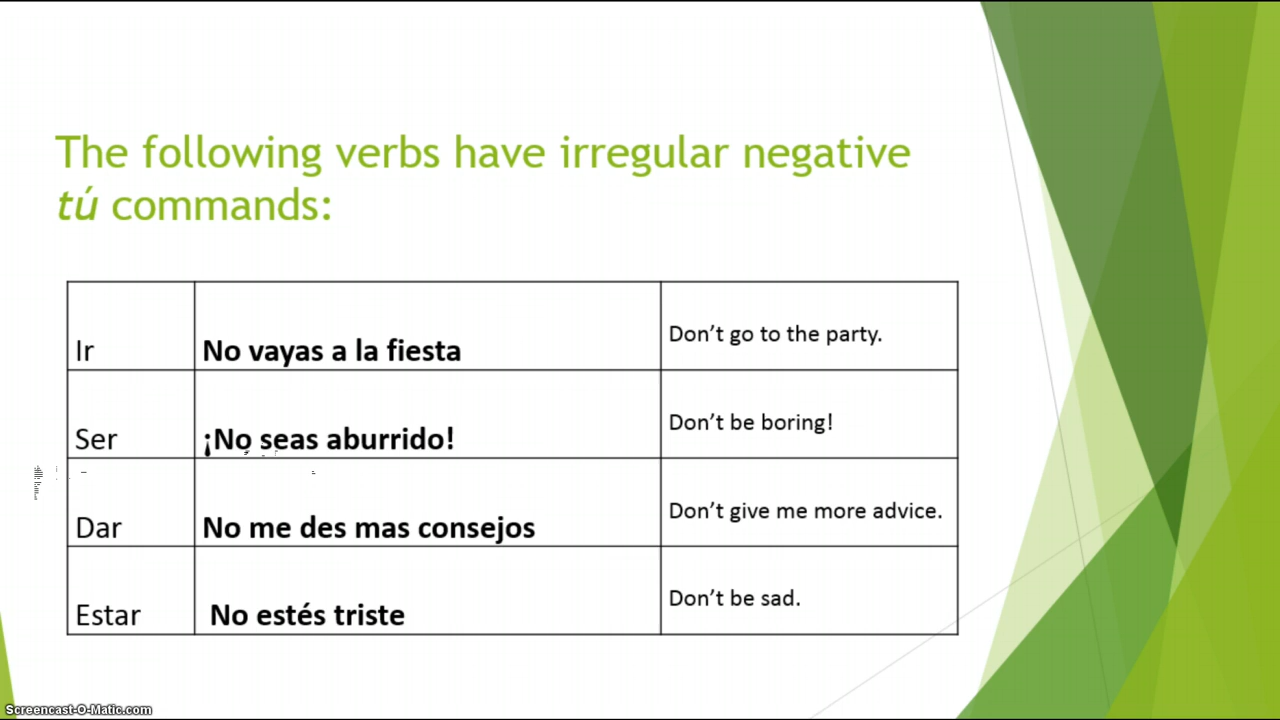 The following verbs have irregular negative
tú commands:
Ir No vayas a la fiesta Don't go to the party.
Ser ¡No seas aburrido! Don't be boring!
Dar No me des mas consejos Don't give me more advice.
Estar No estés triste Don't be sad.
Screencast-O-Matic.com